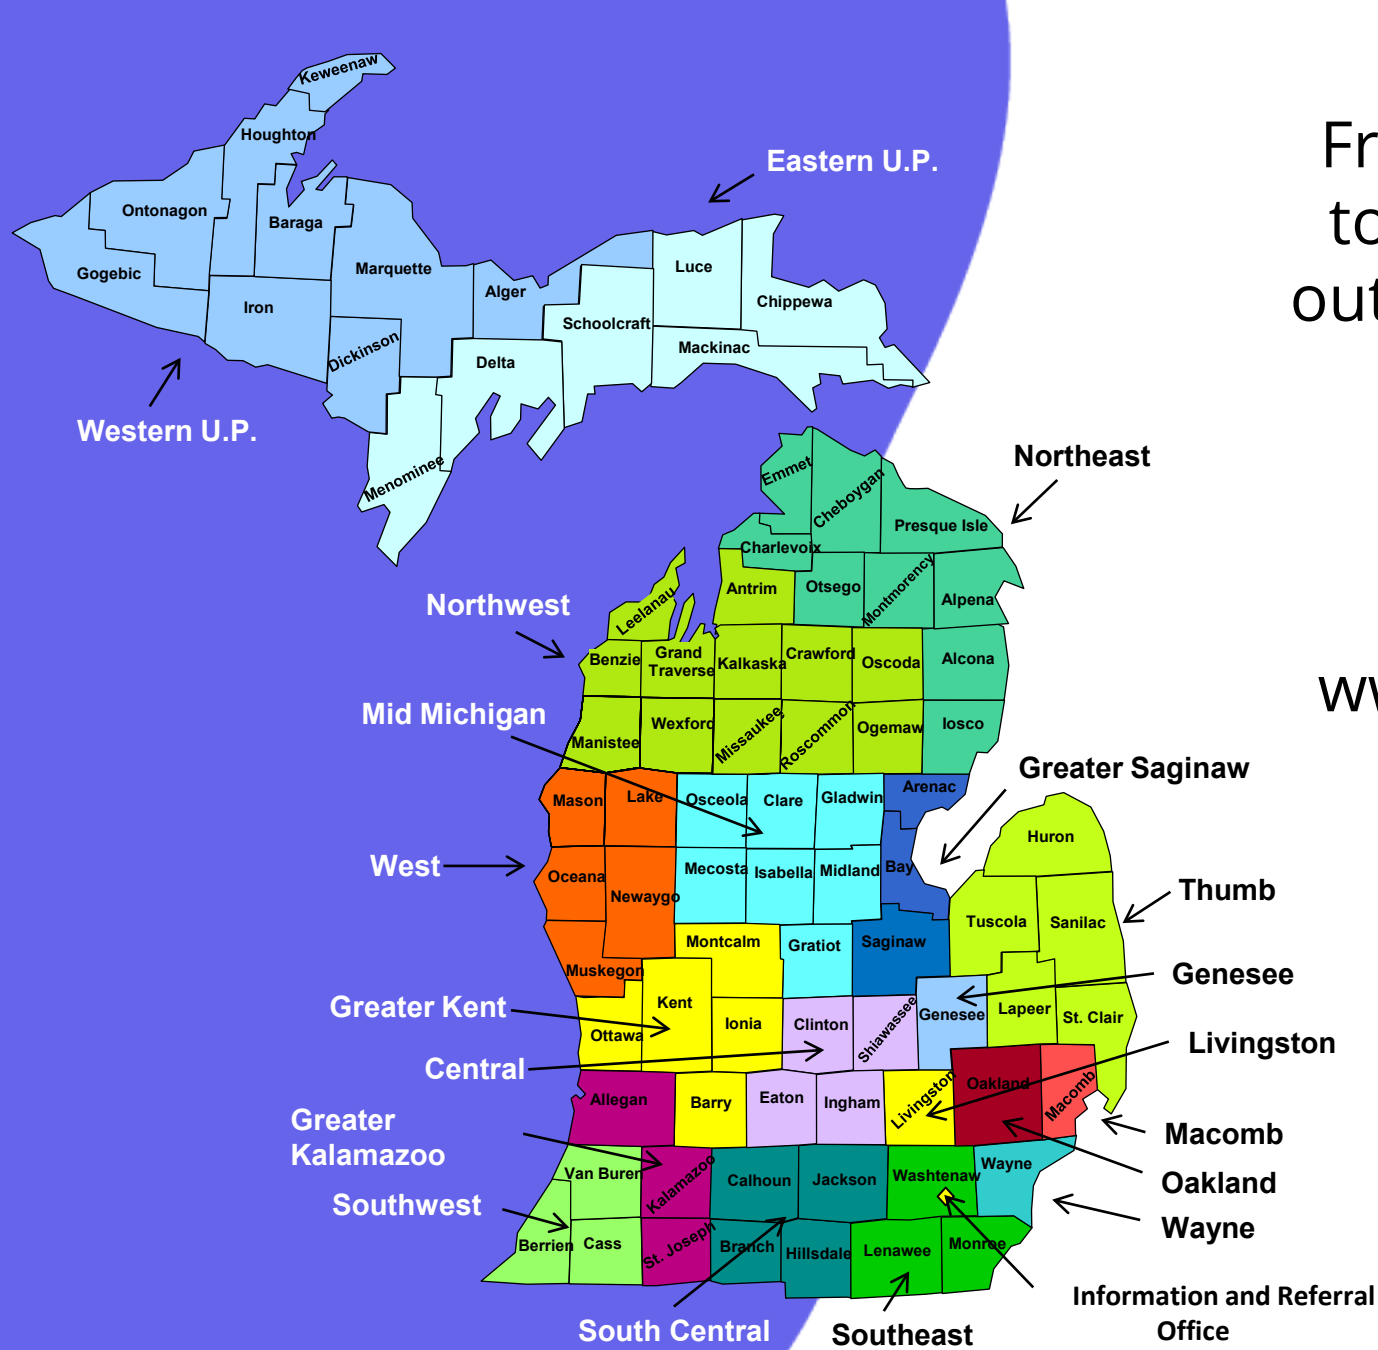 Keweenaw
Houghton
Eastern U.P.
Ontonagon
Baraga
Gogebic
Marquette
Luce
Alger
Chippewa
Iron
Schoolcraft
Dickinson
Delta
Mackinac
Western U.P.
Menominee
Fr
to
out
Northeast
Emmet
Cheboygan
Presque Isle
Charlevoix
Antrim
Otsego
Montmorency
Alpena
Northwest
Leelanau
Benzie
Grand
Traverse
Kalkaska
Crawford
Oscoda
Alcona
Mid Michigan
Manistee
Wexford
Missaukee
Roscommon
Ogemaw
Iosco
ww
Greater Saginaw
Mason
Lake
Osceola
Clare
Gladwin
Arenac
Huron
West
Oceana
Newaygo
Mecosta
Isabella
Midland
Bay
Thumb
Tuscola
Sanilac
Muskegon
Montcalm
Gratiot
Saginaw
Genesee
Greater Kent
Ottawa
Kent
Ionia
Clinton
Shiawassee
Genesee
Lapeer
St. Clair
Livingston
Central
Allegan
Barry
Eaton
Ingham
Livingston
Oakland
Macomb
Greater
Kalamazoo
Macomb
Van Buren
Kalamazoo
Calhoun
Jackson
Washtenaw
Wayne
Oakland
Southwest
Wayne
Berrien
Cass
St. Joseph
Branch
Hillsdale
Lenawee
Monroe
Information and Referral
Office
South Central
Southeast